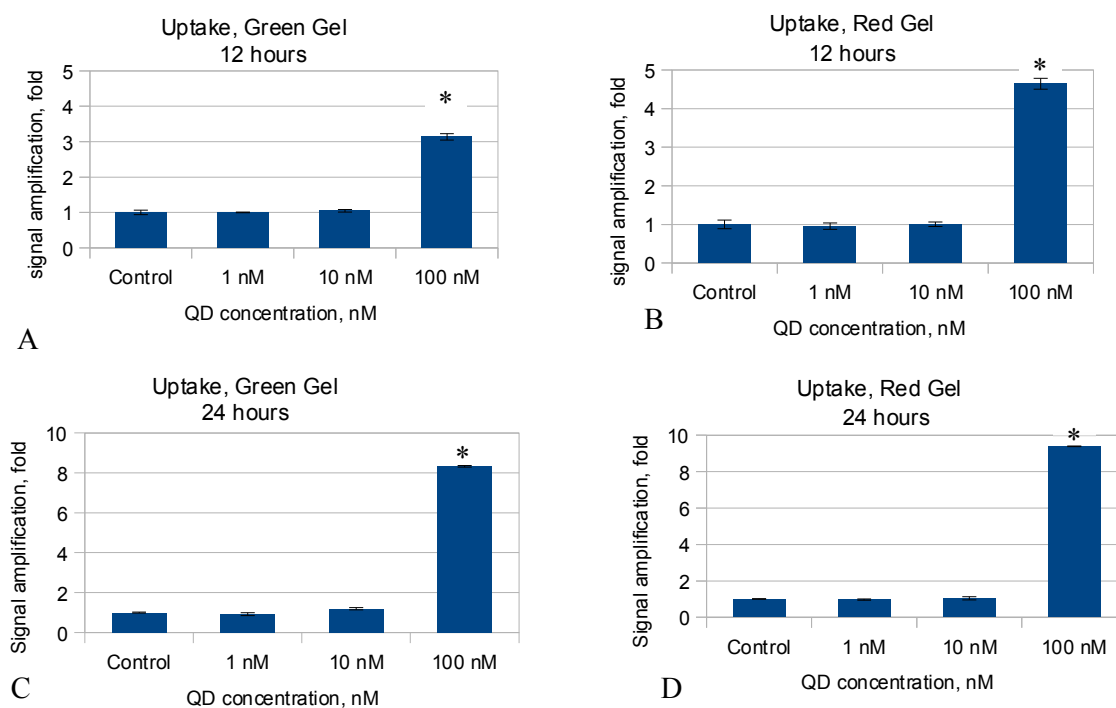 Uptake, Green Gel
12 hours
signal amplification, fold
5
4
3
2
1
0
*
Control 1 nM 10 nM 100 nM
QD concentration, nM
A
Uptake, Red Gel
12 hours
signal amplification, fold
5
4
3
2
1
0
*
Control 1 nM 10 nM 100 nM
QD concentration, nM
B
Uptake, Green Gel
24 hours
Signal amplification, fold
10
8
6
4
2
0
*
Control 1 nM 10 nM 100 nM
QD concentration, nM
C
Uptake, Red Gel
24 hours
Signal amplification, fold
10
8
6
4
2
0
*
Control 1 nM 10 nM 100 nM
QD concentration, nM
D